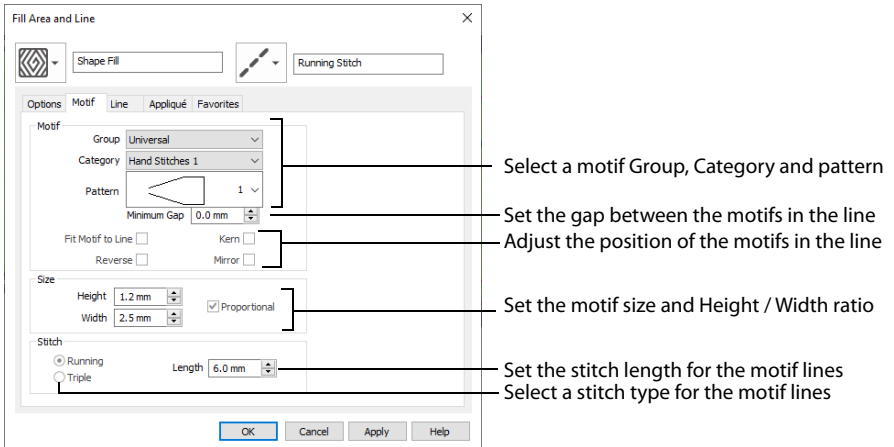 Fill Area and Line
Shape Fill
Running Stitch
Options Motif Line Appliqué Favorites
Motif
Group Universal
Category Hand Stitches 1
Pattern 1
Minimum Gap 0.0 mm
Fit Motif to Line Kern
Reverse Mirror
Size
Height 1.2 mm
Proportional
Width 2.5 mm
Stitch
Running
Length 6.0 mm
Triple
OK Cancel Apply Help
Select a motif Group, Category and pattern
Set the gap between the motifs in the line
Adjust the position of the motifs in the line
Set the motif size and Height / Width ratio
Set the stitch length for the motif lines
Select a stitch type for the motif lines